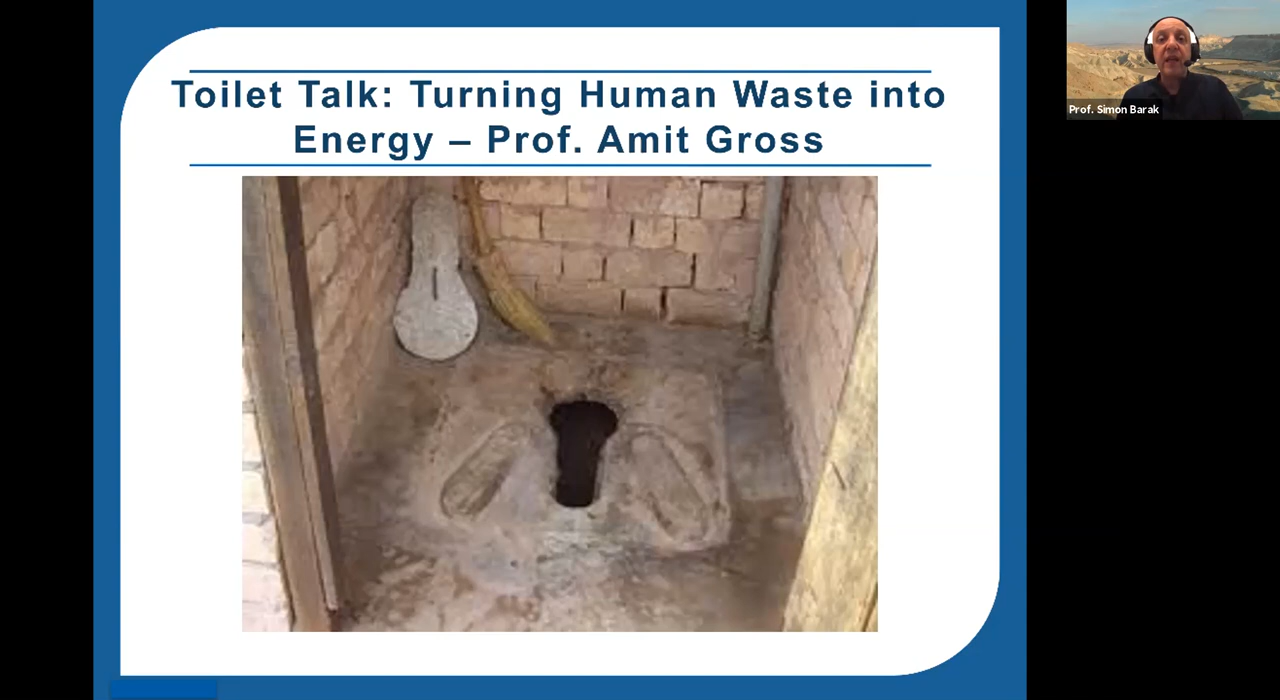 Toilet Talk: Turning Human Waste into
Energy – Prof. Amit Gross
Prof. Simon Barak